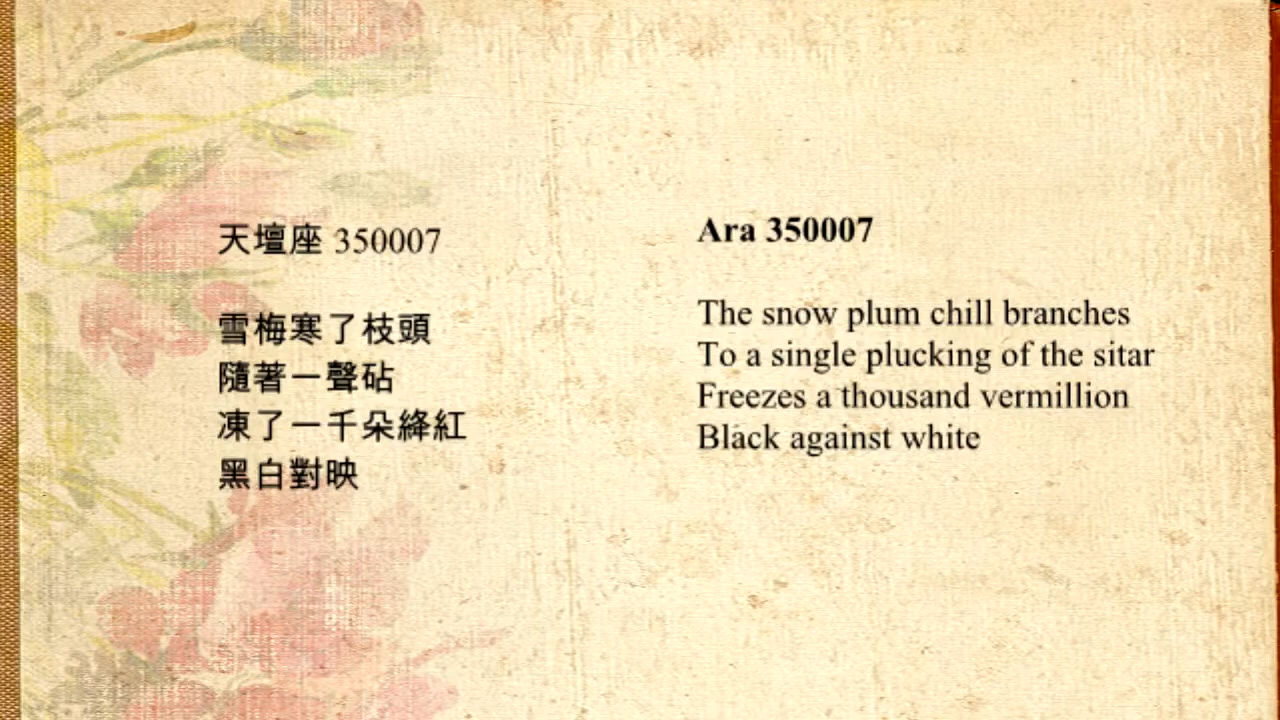 天壇座 350007
雪梅寒了枝頭
隨著一聲砧
凍了一千朵絳紅
黑白對映
Ara 350007
The snow plum chill branches
To a single plucking of the sitar
Freezes a thousand vermillion
Black against white